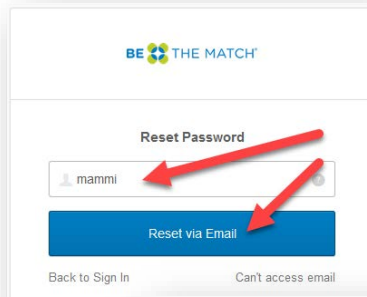 BE THE MATCH®
Reset Password
mammi
Reset via Email
Back to Sign In Can't access email